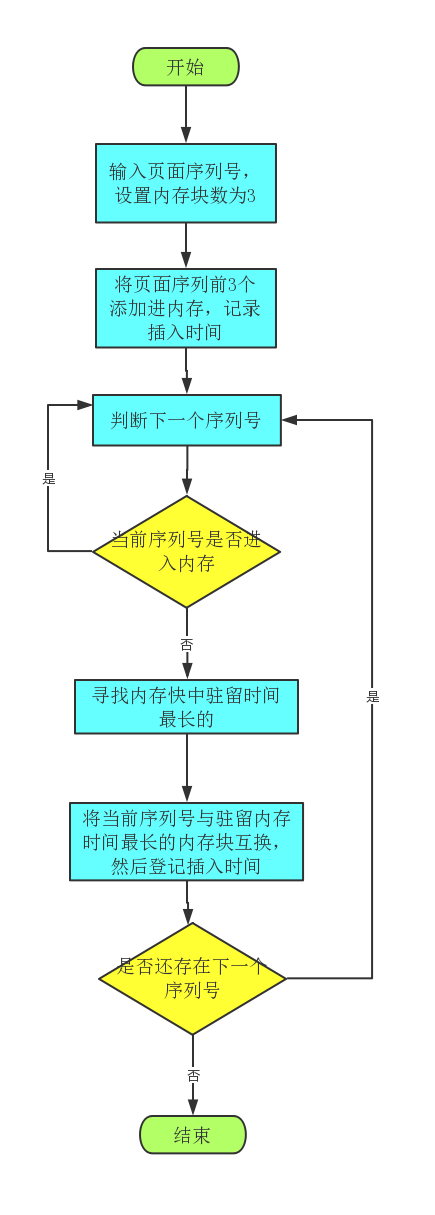 开始
输入页面序列号，
设置内存块数为3
将页面序列前3个
添加进内存，记录
插入时间
判断下一个序列号
是
当前序列号是否进
入内存
否
寻找内存快中驻留时间
最长的
是
将当前序列号与驻留内存
时间最长的内存块互换，
然后登记插入时间
是否还存在下一个
序列号
否
结束